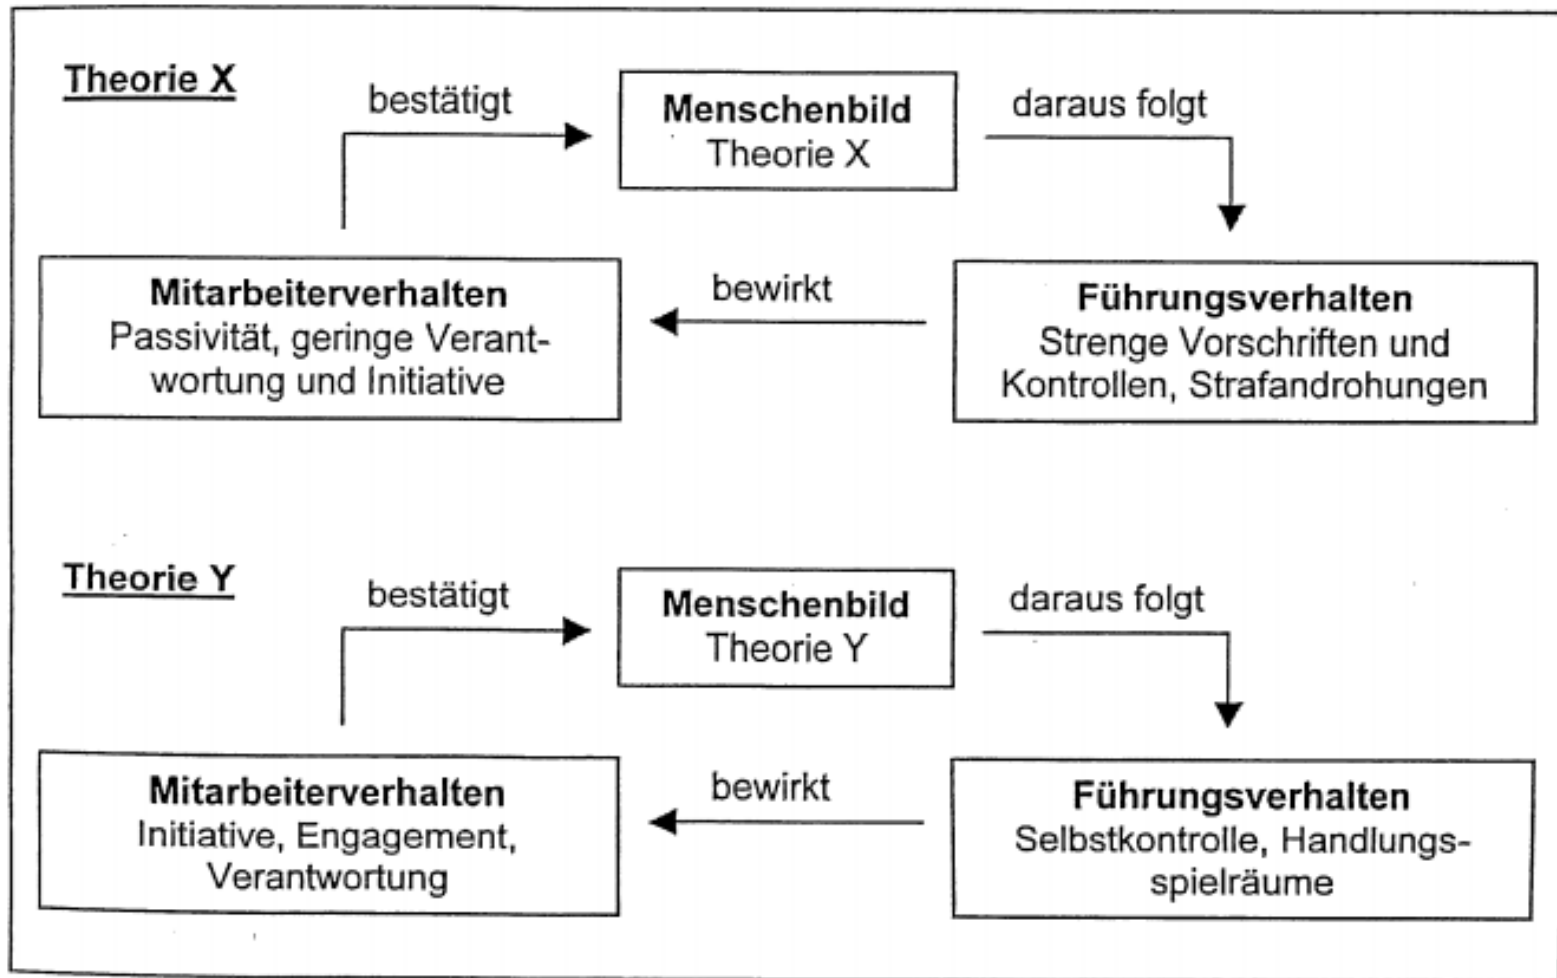 Theorie X
bestätigt
Menschenbild
Theorie X
daraus folgt
Mitarbeiterverhalten
Passivität, geringe Verant-
wortung und Initiative
bewirkt
Führungsverhalten
Strenge Vorschriften und
Kontrollen, Strafandrohungen
Theorie Y
bestätigt
Menschenbild
Theorie Y
daraus folgt
Mitarbeiterverhalten
Initiative, Engagement,
Verantwortung
bewirkt
Führungsverhalten
Selbstkontrolle, Handlungs-
spielräume